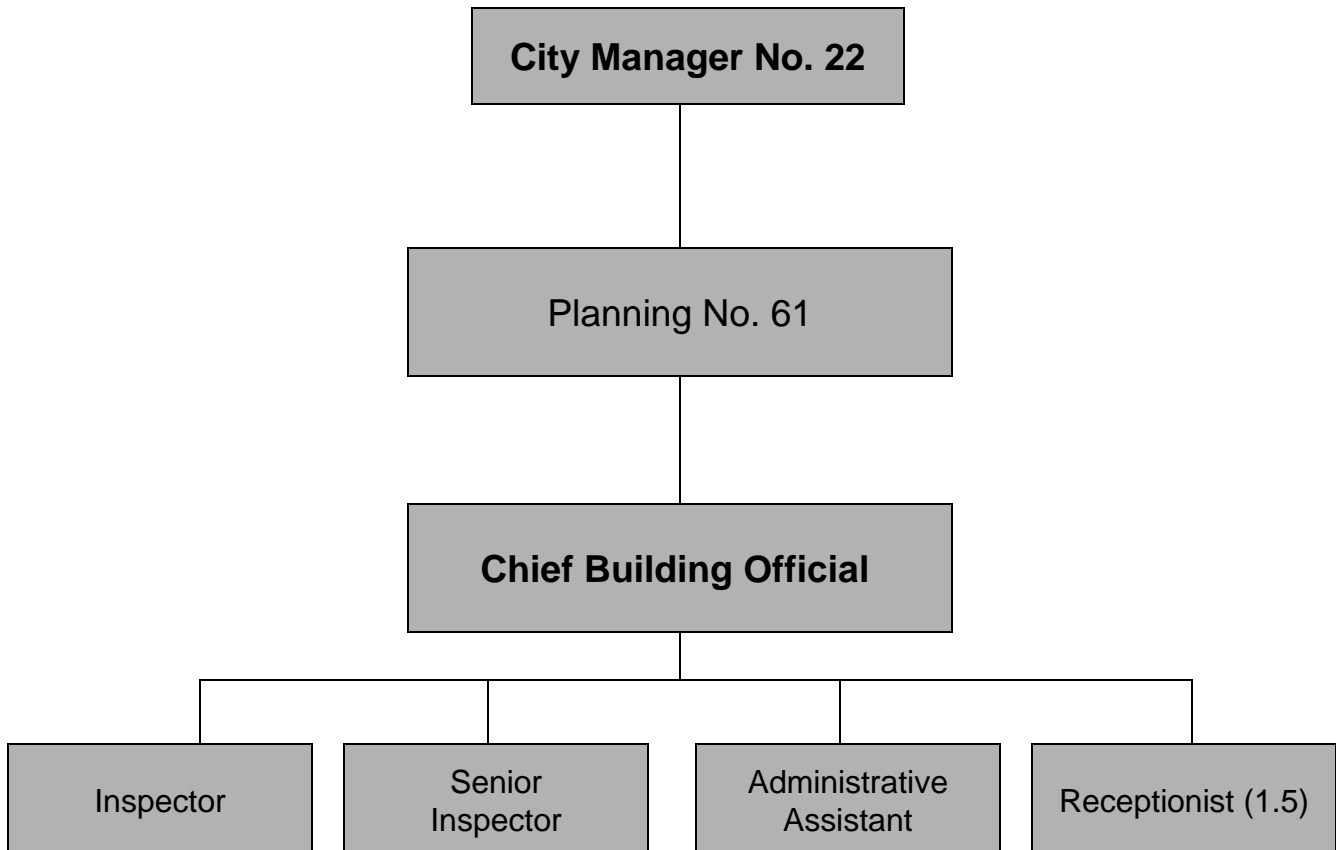 City Manager No. 22
Planning No. 61
Chief Building Official
Inspector
Senior
Inspector
Administrative
Assistant
Receptionist (1.5)